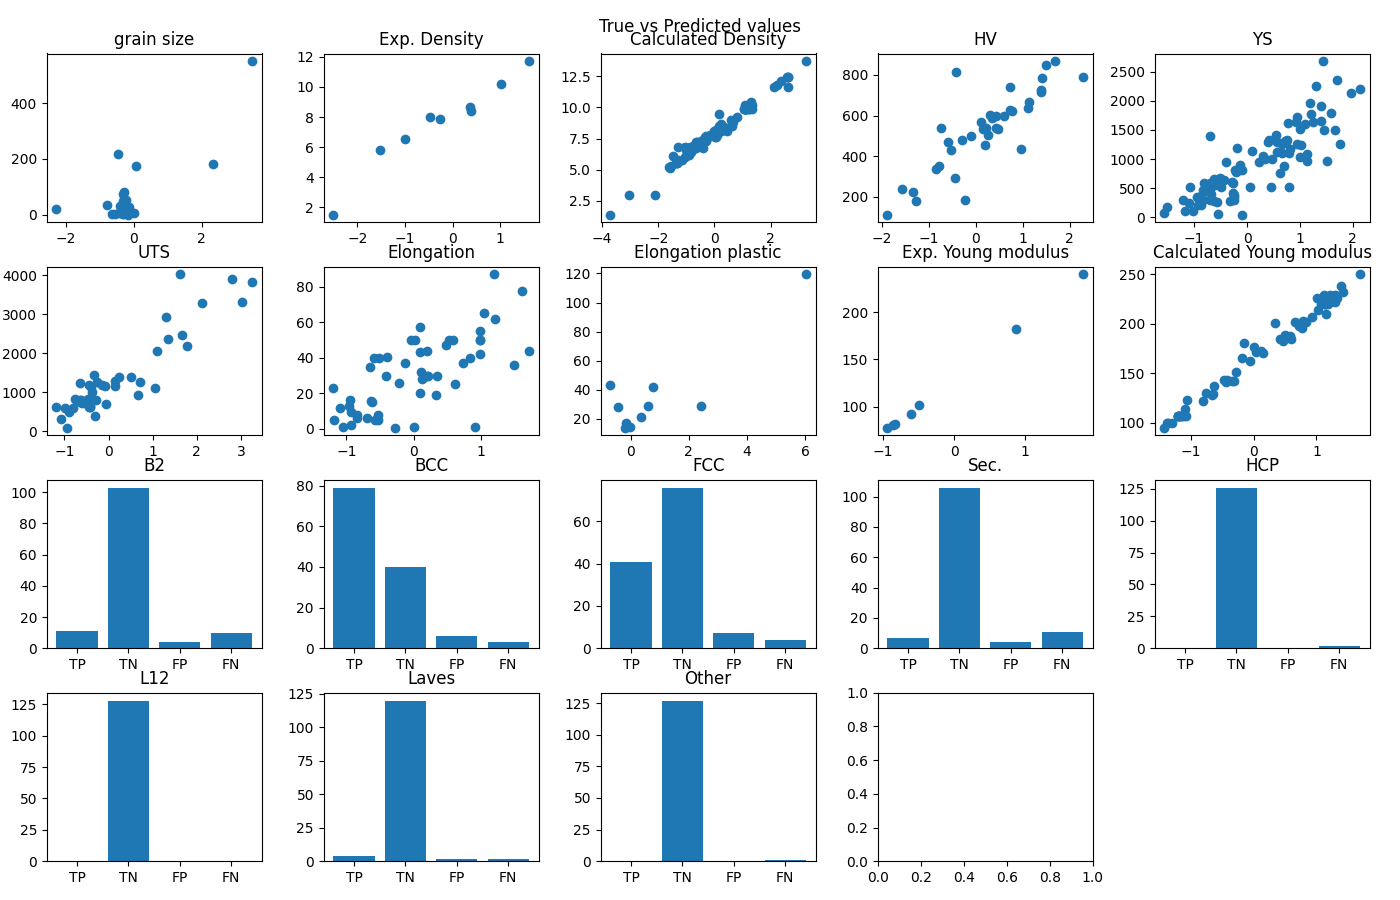 True vs Predicted values
grain size
Exp. Density
Calculated Density
HV
YS
400
200
0
−2 0 2
12
10
8
6
4
2
−2 −1 0 1
12.5
10.0
7.5
5.0
2.5
−4 −2 0 2
800
600
400
200
−2 −1 0 1 2
2500
2000
1500
1000
500
0
−1 0 1 2
UTS
Elongation
Elongation plastic
Exp. Young modulus
Calculated Young modulus
4000
3000
2000
1000
0
−1 0 1 2 3
80
60
40
20
0
−1 0 1
120
100
80
60
40
20
0 2 4 6
200
150
100
−1 0 1
250
200
150
100
−1 0 1
B2
BCC
FCC
Sec.
HCP
100
80
60
40
20
0
TP TN FP FN
80
60
40
20
0
TP TN FP FN
60
40
20
0
TP TN FP FN
100
80
60
40
20
0
TP TN FP FN
125
100
75
50
25
0
TP TN FP FN
L12
Laves
Other
125
100
75
50
25
0
TP TN FP FN
125
100
75
50
25
0
TP TN FP FN
125
100
75
50
25
0
TP TN FP FN
1.0
0.8
0.6
0.4
0.2
0.0
0.0 0.2 0.4 0.6 0.8 1.0